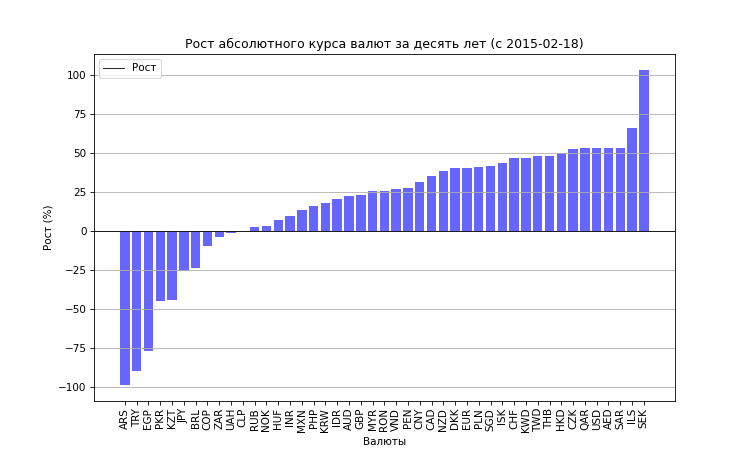 Рост абсолютного курса валют за десять лет (с 2015-02-18)
Рост
100
75
50
25
0
−25
−50
−75
−100
Рост (%)
ARS TRY EGP PKR KZT JPY BRL COP ZAR UAH CLP RUB NOK HUF INR MXN PHP KRW IDR AUD GBP MYR RON VND PEN CNY CAD NZD DKK EUR PLN SGD ISK CHF KWD TWD THB HKD CZK QAR USD AED SAR ILS SEK
Валюты